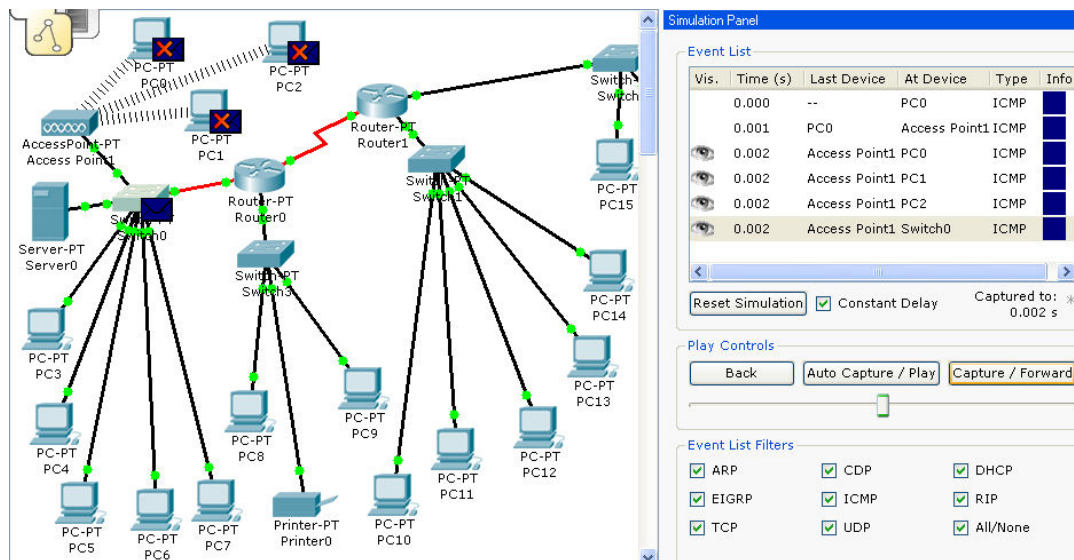 PC-PT
PC0
PC-PT
PC2
PC-PT
PC1
AccessPoint-PT
Access Point1
Router-PT
Router1
Switch
Switch
Router-PT
Router0
Switch-PT
Switch1
PC-PT
PC15
Switch0
Server-PT
Server0
Switch-PT
Switch3
PC-PT
PC14
PC-PT
PC3
PC-PT
PC13
PC-PT
PC4
PC-PT
PC8
PC-PT
PC9
PC-PT
PC12
PC-PT
PC11
PC-PT
PC5
PC-PT
PC6
PC-PT
PC7
Printer-PT
Printer0
PC-PT
PC10
Simulation Panel
Event List
Vis. Time (s) Last Device At Device Type Info
0.000 -- PC0 ICMP
0.001 PC0 Access Point1 ICMP
0.002 Access Point1 PC0 ICMP
0.002 Access Point1 PC1 ICMP
0.002 Access Point1 PC2 ICMP
0.002 Access Point1 Switch0 ICMP
Reset Simulation Constant Delay Captured to: *
0.002 s
Play Controls
Back Auto Capture / Play Capture / Forward
Event List Filters
ARP CDP DHCP
EIGRP ICMP RIP
TCP UDP All/None